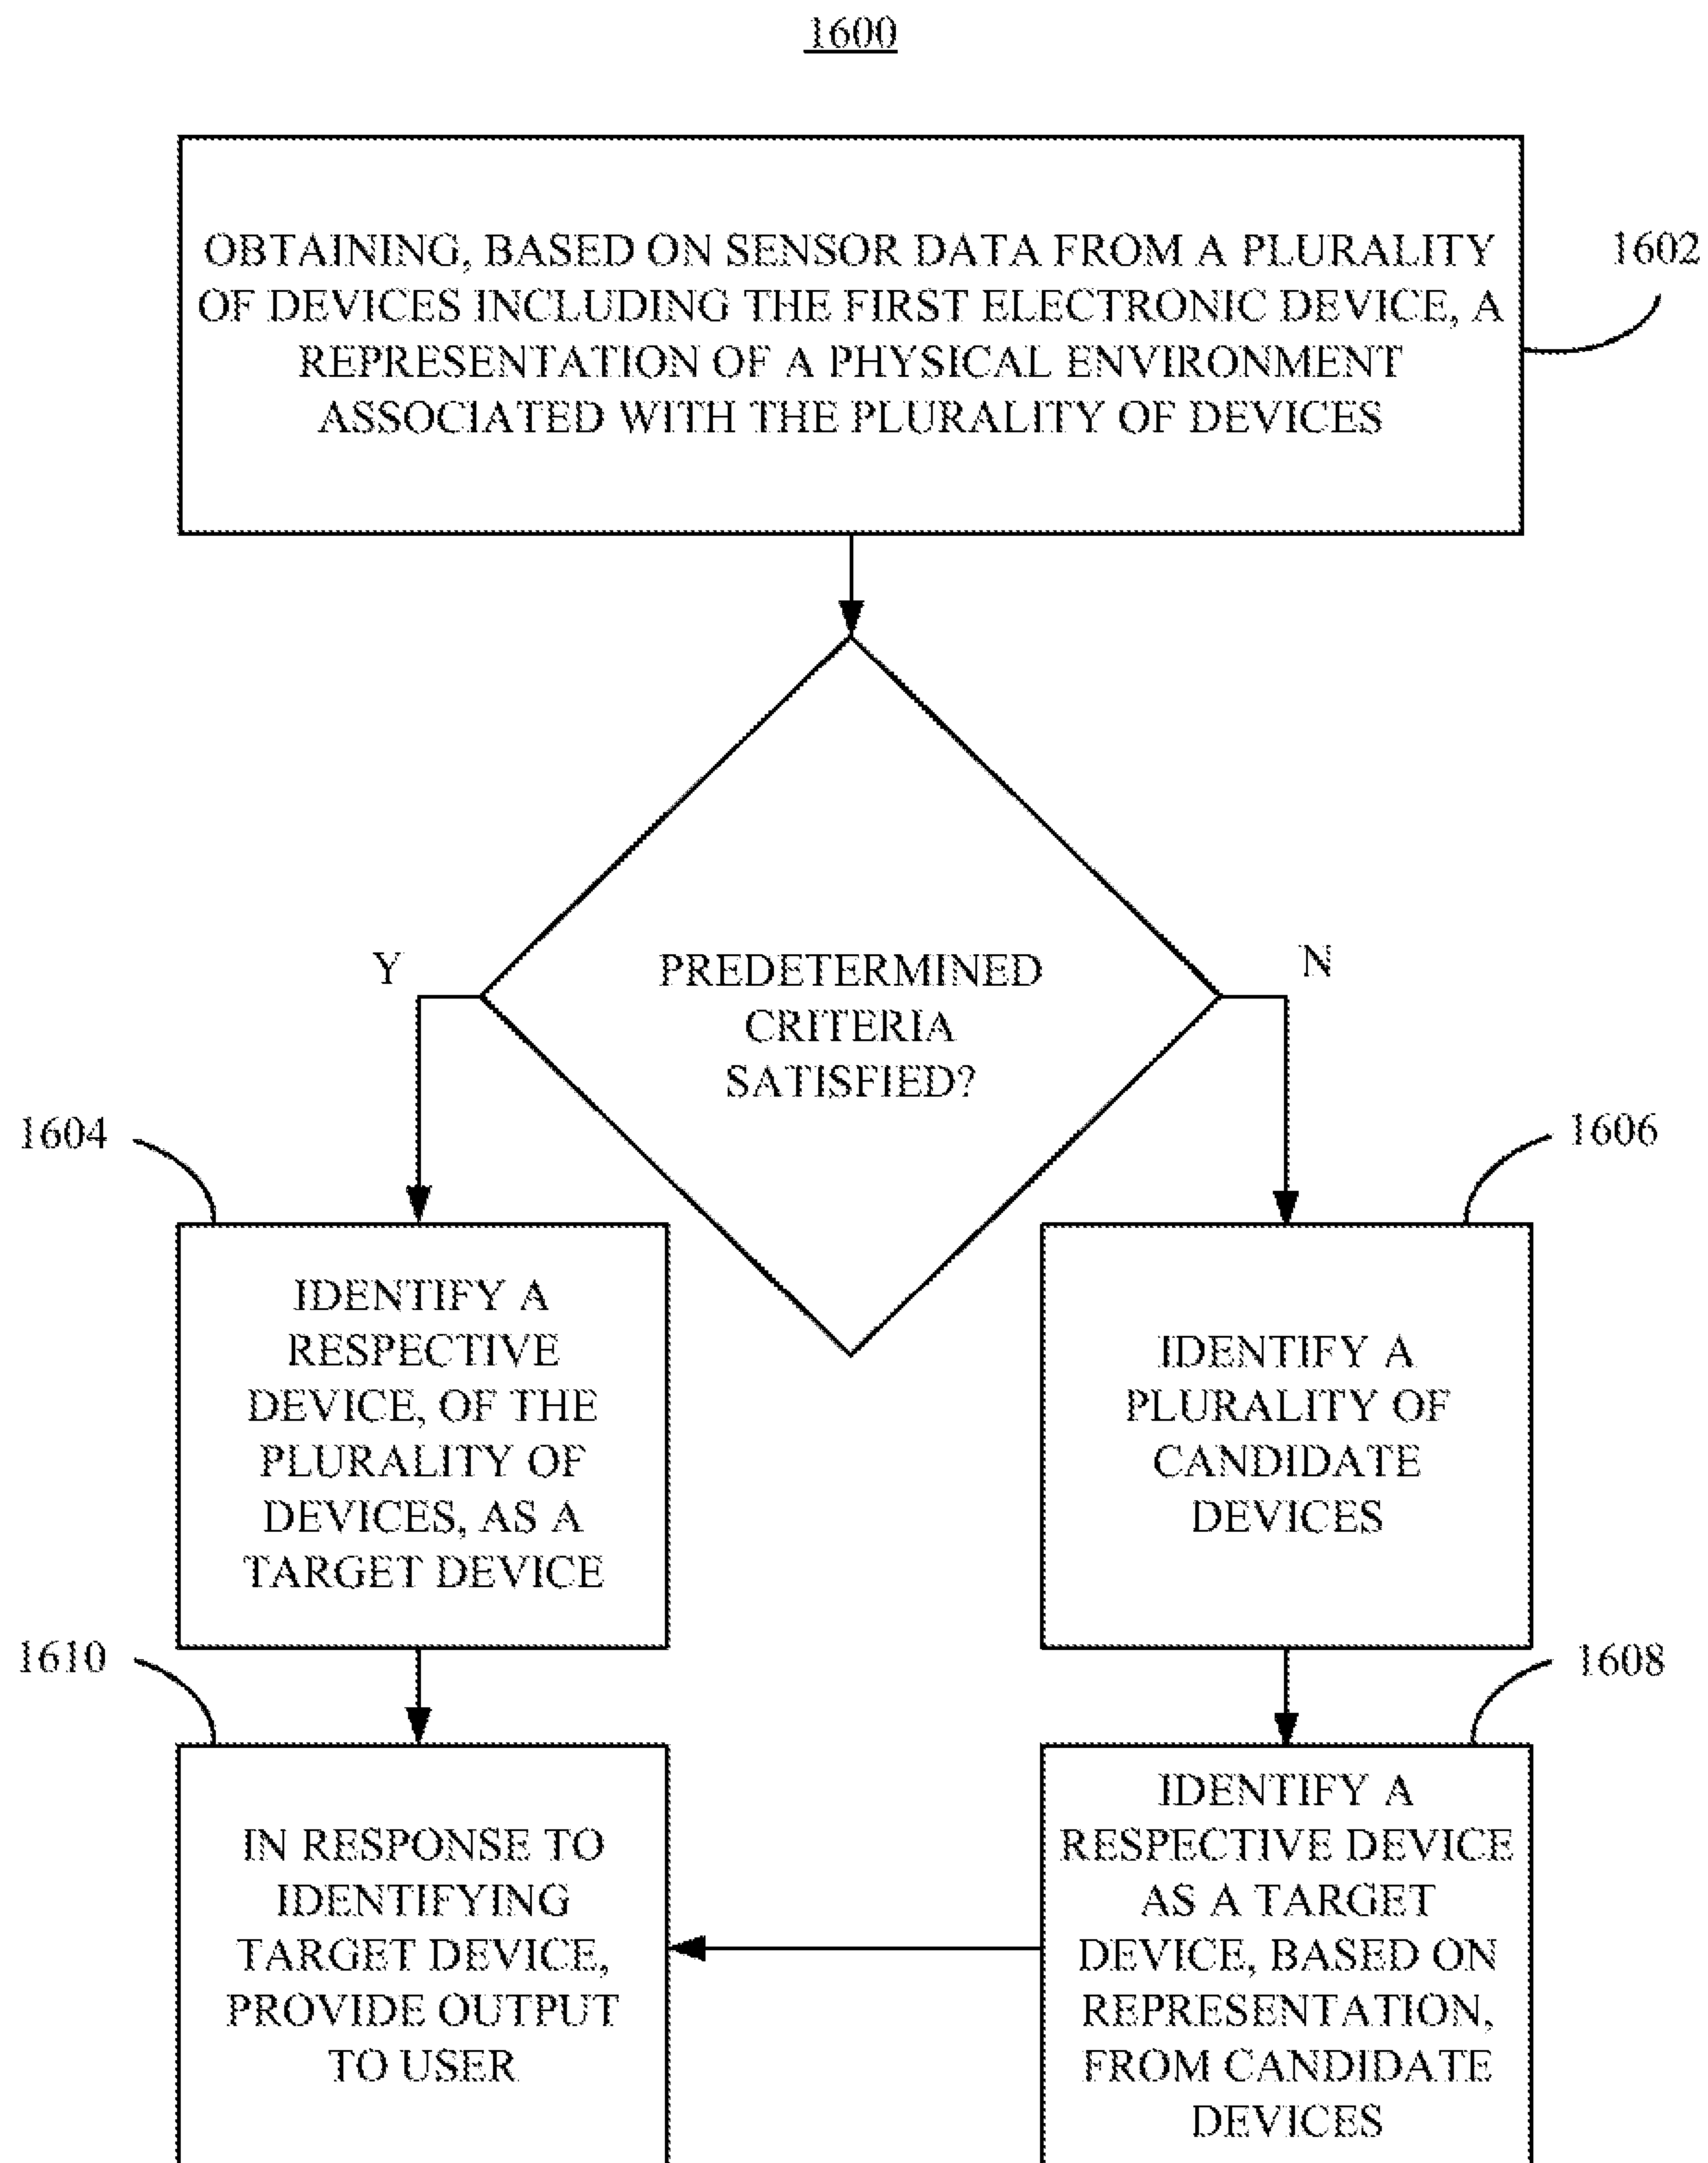 1600
OBTAINING, BASED ON SENSOR DATA FROM A PLURALITY
OF DEVICES INCLUDING THE FIRST ELECTRONIC DEVICE, A
REPRESENTATION OF A PHYSICAL ENVIRONMENT
ASSOCIATED WITH THE PLURALITY OF DEVICES
1602
Y
N
PREDETERMINED
CRITERIA
SATISFIED?
1604
1606
IDENTIFY A
RESPECTIVE
DEVICE, OF THE
PLURALITY OF
DEVICES, AS A
TARGET DEVICE
IDENTIFY A
PLURALITY OF
CANDIDATE
DEVICES
1610
1608
IN RESPONSE TO
IDENTIFYING
TARGET DEVICE,
PROVIDE OUTPUT
TO USER
IDENTIFY A
RESPECTIVE DEVICE
AS A TARGET
DEVICE, BASED ON
REPRESENTATION,
FROM CANDIDATE
DEVICES